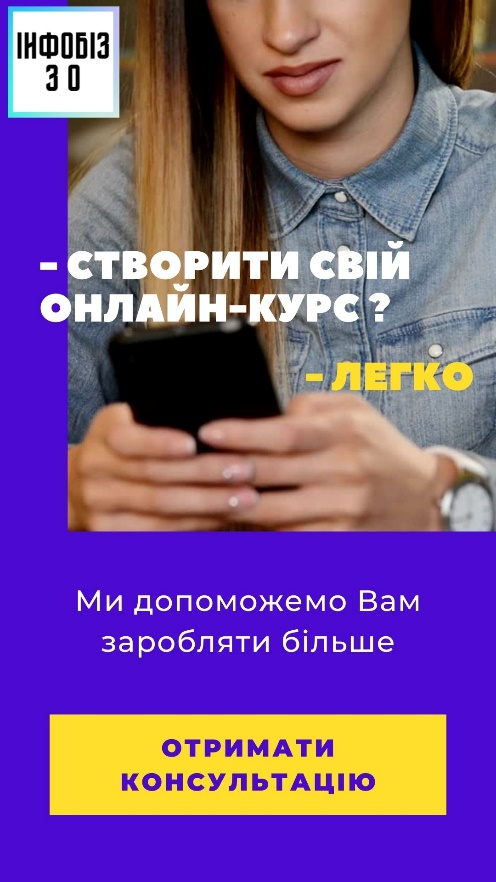 ІНФОБІЗ
3 0
- СТВОРИТИ СВІЙ
ОНЛАЙН-КУРС ?
- ЛЕГКО
Ми допоможемо Вам
заробляти більше
ОТРИМАТИ
КОНСУЛЬТАЦІЮ